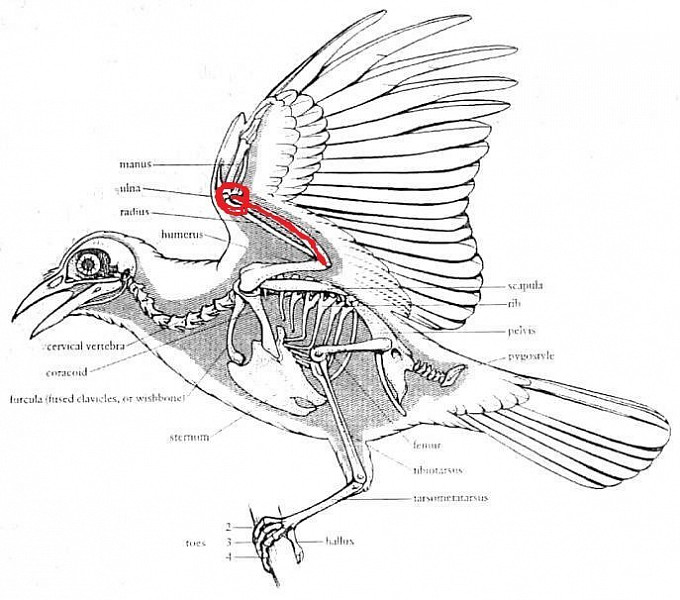 manus
ulna
radius
humerus
scapula
rib
pelvis
pygostyle
cervical vertebra
coracoid
furcula (fused clavicles, or wishbone)
sternum
femur
tibiotarsus
tarsometatarsus
2
toes 3 hallux
4